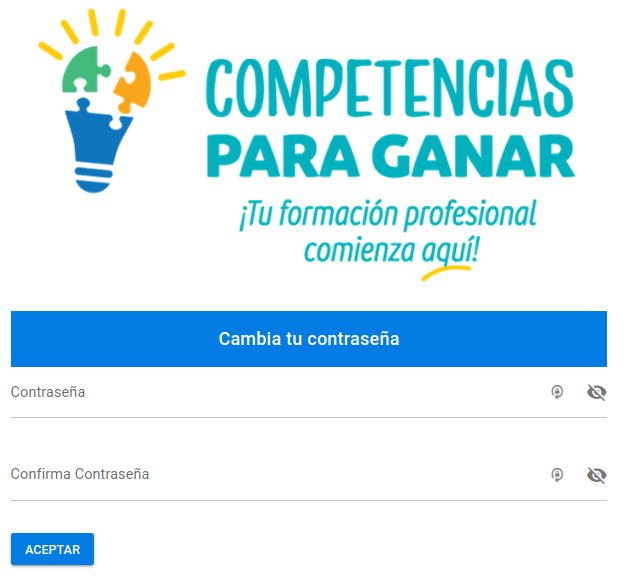 COMPETENCIAS
PARA GANAR
¡Tu formación profesional
comienza aquí!
Cambia tu contraseña
Contraseña
Confirma Contraseña
ACEPTAR